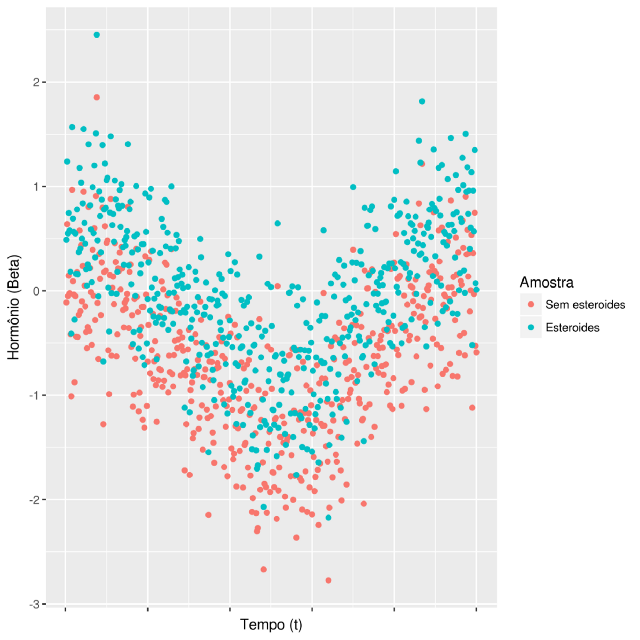 2
1
0
-1
-2
-3
Hormônio (Beta)
Tempo (t)
Amostra
Sem esteroides
Esteroides